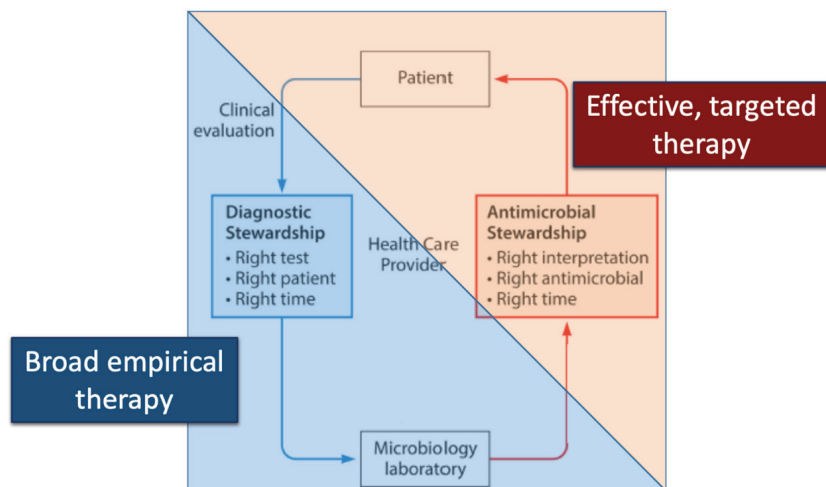 Patient
Effective, targeted
therapy
Clinical
evaluation
Diagnostic
Stewardship
• Right test
• Right patient
• Right time
Health Care
Provider
Antimicrobial
Stewardship
• Right interpretation
• Right antimicrobial
• Right time
Broad empirical
therapy
Microbiology
laboratory